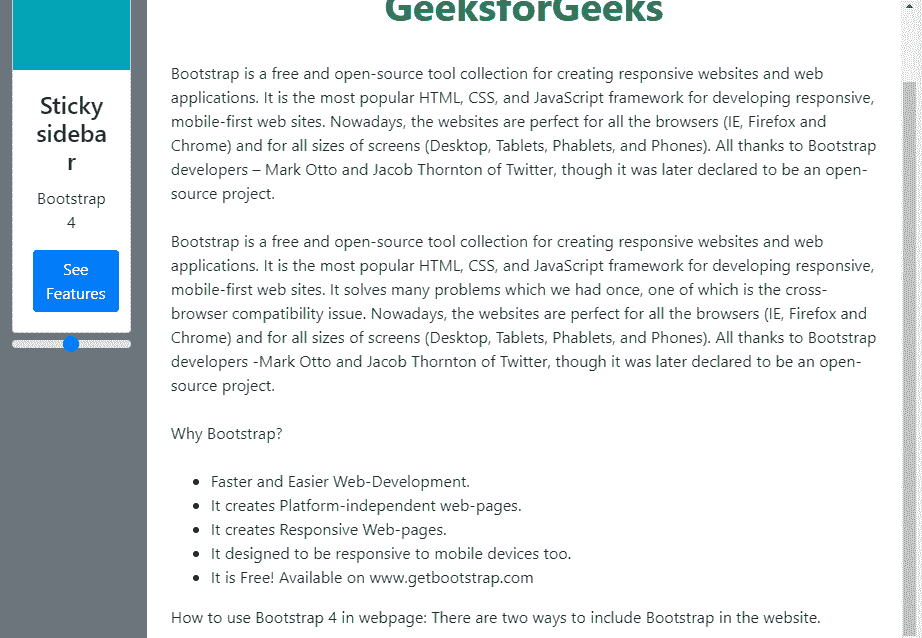 GeeksforGeeks
Sticky
sideba
r
Bootstrap
4
See
Features
Bootstrap is a free and open-source tool collection for creating responsive websites and web
applications. It is the most popular HTML, CSS, and JavaScript framework for developing responsive,
mobile-first web sites. Nowadays, the websites are perfect for all the browsers (IE, Firefox and
Chrome) and for all sizes of screens (Desktop, Tablets, Phablets, and Phones). All thanks to Bootstrap
developers – Mark Otto and Jacob Thornton of Twitter, though it was later declared to be an open-
source project.
Bootstrap is a free and open-source tool collection for creating responsive websites and web
applications. It is the most popular HTML, CSS, and JavaScript framework for developing responsive,
mobile-first web sites. It solves many problems which we had once, one of which is the cross-
browser compatibility issue. Nowadays, the websites are perfect for all the browsers (IE, Firefox and
Chrome) and for all sizes of screens (Desktop, Tablets, Phablets, and Phones). All thanks to Bootstrap
developers -Mark Otto and Jacob Thornton of Twitter, though it was later declared to be an open-
source project.
Why Bootstrap?
• Faster and Easier Web-Development.
• It creates Platform-independent web-pages.
• It creates Responsive Web-pages.
• It designed to be responsive to mobile devices too.
• It is Free! Available on www.getbootstrap.com
How to use Bootstrap 4 in webpage: There are two ways to include Bootstrap in the website.